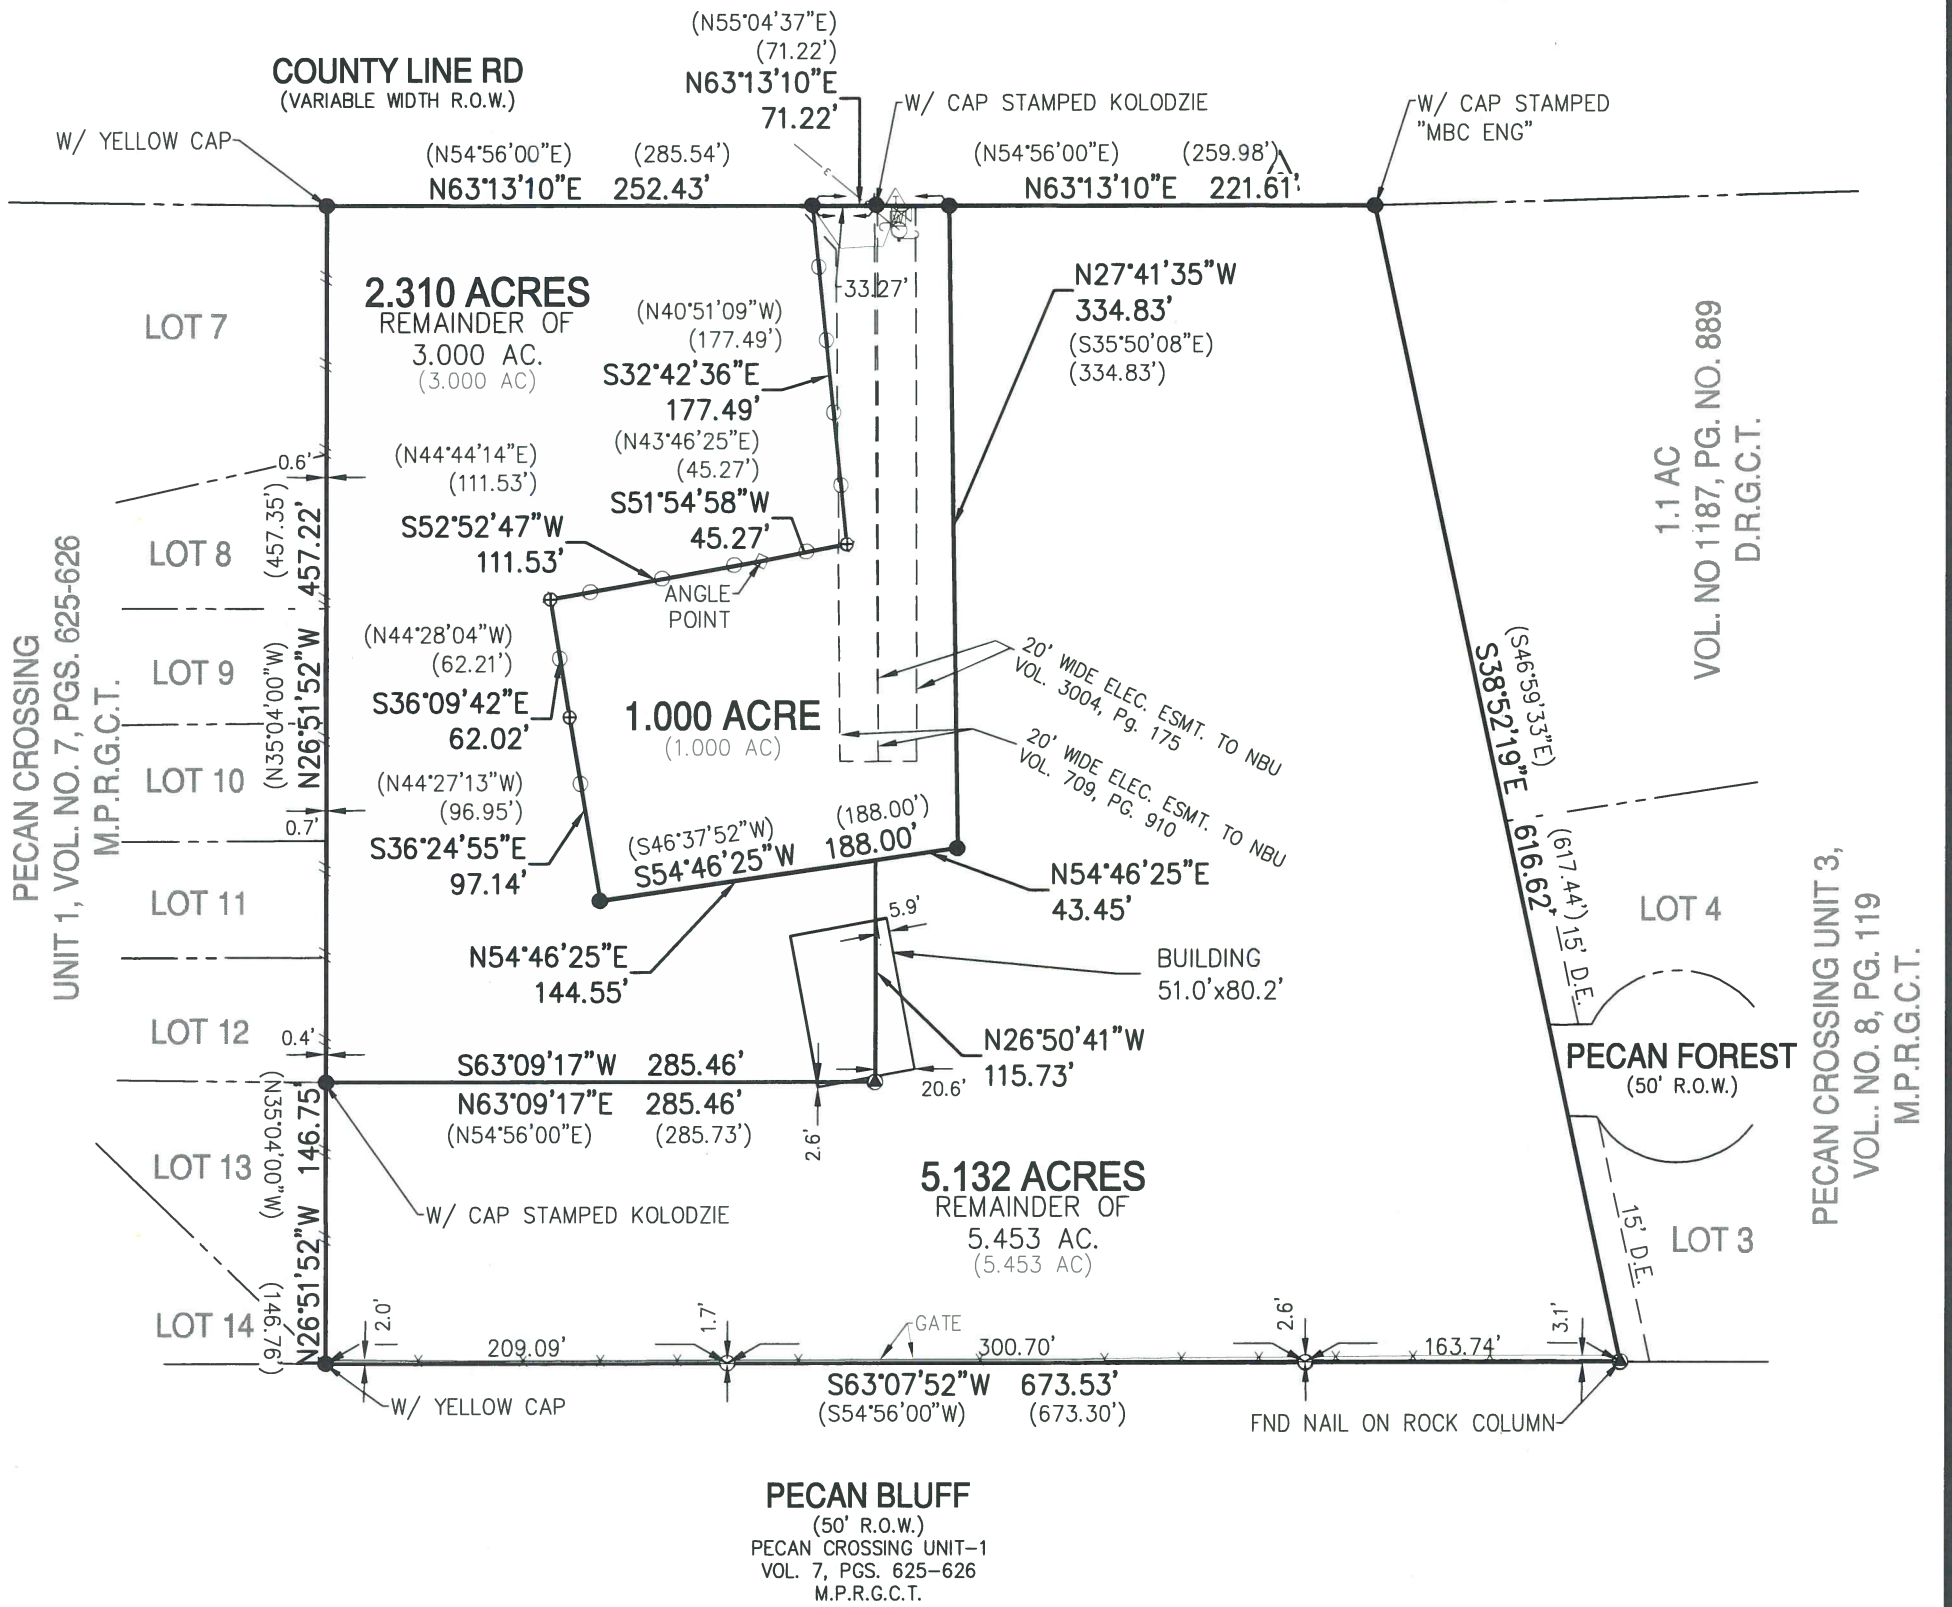 (N55°04'37"E)
(71.22')
N63°13'10"E
71.22'
COUNTY LINE RD
(VARIABLE WIDTH R.O.W.)
W/ YELLOW CAP
W/ CAP STAMPED KOLODZIE
W/ CAP STAMPED
"MBC ENG"
(N54°56'00"E) (285.54')
N63°13'10"E 252.43'
(N54°56'00"E) (259.98')
N63°13'10"E 221.61'
33.27'
2.310 ACRES
REMAINDER OF
3.000 AC.
(3.000 AC)
(N40°51'09"W)
(177.49')
S32°42'36"E
177.49'
N27°41'35"W
334.83'
(S35°50'08"E)
(334.83')
LOT 7
0.6'
(N44°44'14"E)
(111.53')
S52°52'47"W
111.53'
(N43°46'25"E)
(45.27')
S51°54'58"W
45.27'
ANGLE
POINT
LOT 8
LOT 9
LOT 10
LOT 11
LOT 12
LOT 13
LOT 14
PECAN CROSSING
UNIT 1, VOL. NO. 7, PGS. 625-626
M.P.R.G.C.T.
(N35°04'00"W) (457.35')
N26°51'52"W 457.22'
0.7'
0.4'
(N44°28'04"W)
(62.21')
S36°09'42"E
62.02'
(N44°27'13"W)
(96.95')
S36°24'55"E
97.14'
1.000 ACRE
(1.000 AC)
20' WIDE ELEC. ESMT. TO NBU
VOL. 3004, Pg. 175
20' WIDE ELEC. ESMT. TO NBU
VOL. 709, PG. 910
(S46°37'52"W) (188.00')
S54°46'25"W 188.00'
N54°46'25"E
43.45'
N54°46'25"E
144.55'
5.9'
BUILDING
51.0'x80.2'
N26°50'41"W
115.73'
20.6'
2.6'
S63°09'17"W 285.46'
N63°09'17"E 285.46'
(N54°56'00"E) (285.73')
W/ CAP STAMPED KOLODZIE
(N35°04'00"W) (146.76')
N26°51'52"W 146.75'
5.132 ACRES
REMAINDER OF
5.453 AC.
(5.453 AC)
1.1 AC
VOL. NO 1187, PG. NO. 889
D.R.G.C.T.
(S46°59'33"E) (617.44')
S38°52'19"E 616.62'
15' D.E.
LOT 4
PECAN FOREST
(50' R.O.W.)
LOT 3
15' D.E.
PECAN CROSSING UNIT 3,
VOL. NO. 8, PG. 119
M.P.R.G.C.T.
2.0'
209.09'
1.7'
GATE
300.70'
2.6'
163.74'
3.1'
S63°07'52"W 673.53'
(S54°56'00"W) (673.30')
W/ YELLOW CAP
FND NAIL ON ROCK COLUMN
PECAN BLUFF
(50' R.O.W.)
PECAN CROSSING UNIT-1
VOL. 7, PGS. 625-626
M.P.R.G.C.T.